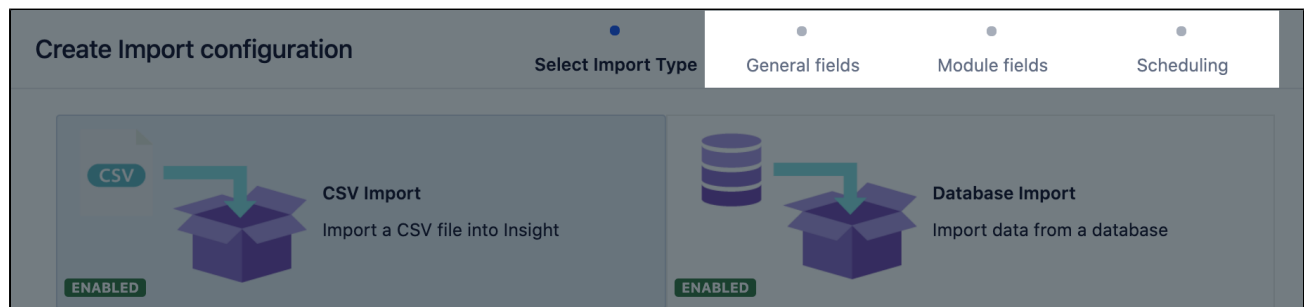 Create Import configuration
Select Import Type
General fields
Module fields
Scheduling
CSV
CSV Import
Import a CSV file into Insight
ENABLED
Database Import
Import data from a database
ENABLED